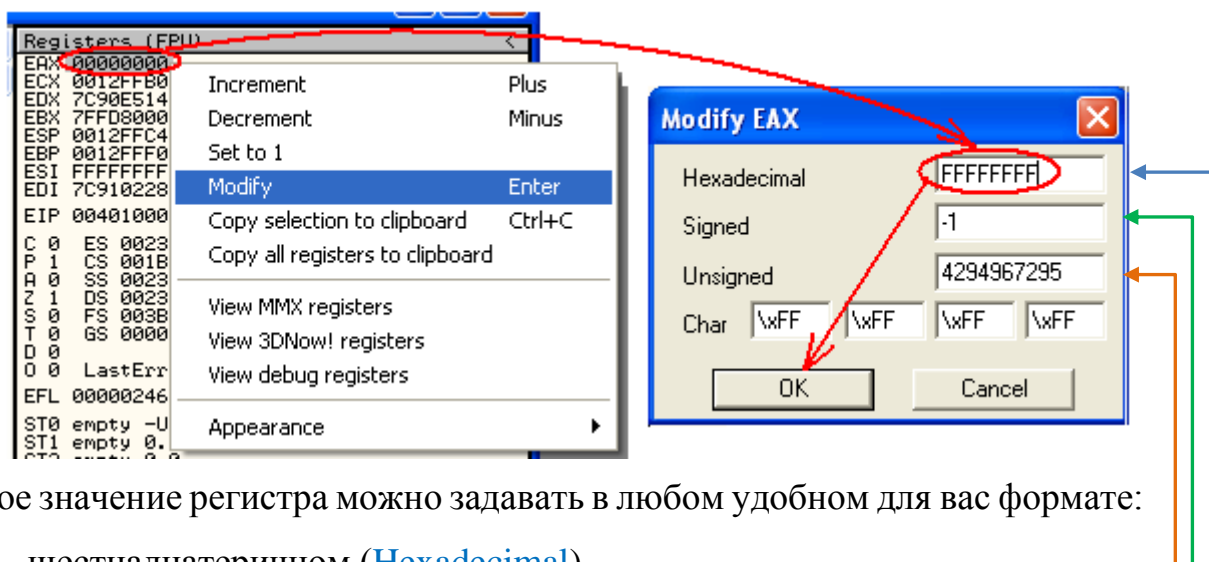 Registers (FPU) <
EAX 00000000
ECX 0012FFB0
EDX 7C90E514
EBX 7FFD8000
ESP 0012FFC4
EBP 0012FFF0
ESI FFFFFFFF
EDI 7C910228
EIP 00401000
C 0 ES 0023
P 1 CS 001B
A 0 SS 0023
Z 1 DS 0023
S 0 FS 003B
T 0 GS 0000
D 0
O 0 LastErr
EFL 00000246
ST0 empty -U
ST1 empty 0.
Increment Plus
Decrement Minus
Set to 1
Modify Enter
Copy selection to clipboard Ctrl+C
Copy all registers to clipboard
View MMX registers
View 3DNow! registers
View debug registers
Appearance
Modify EAX
Hexadecimal FFFFFFFF
Signed -1
Unsigned 4294967295
Char \xFF \xFF \xFF \xFF
OK Cancel
ое значение регистра можно задавать в любом удобном для вас формате:
шестнадцатеричном (Hexadecimal)